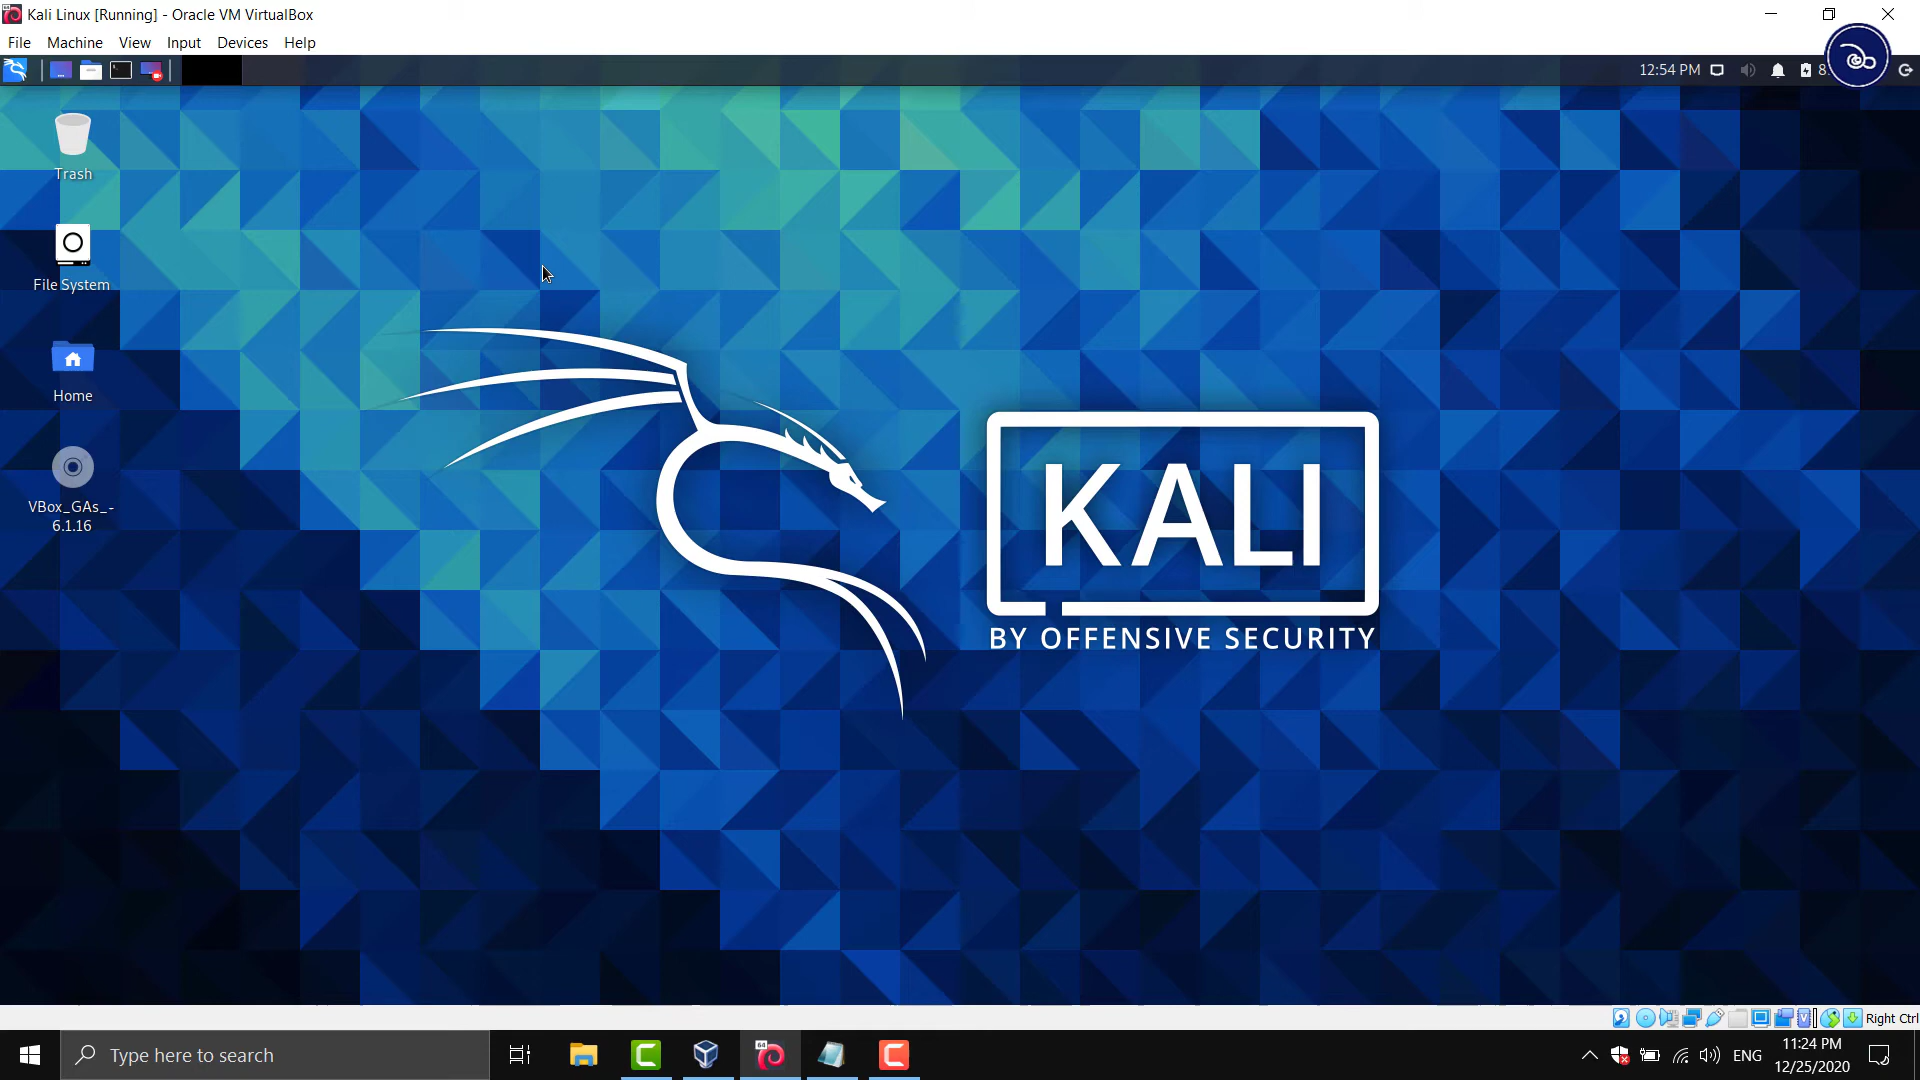 Kali Linux [Running] - Oracle VM VirtualBox
File Machine View Input Devices Help
12:54 PM
Trash
File System
Home
VBox_GAs_-
6.1.16
KALI
BY OFFENSIVE SECURITY
Right Ctrl
Type here to search
64
ENG
11:24 PM
12/25/2020